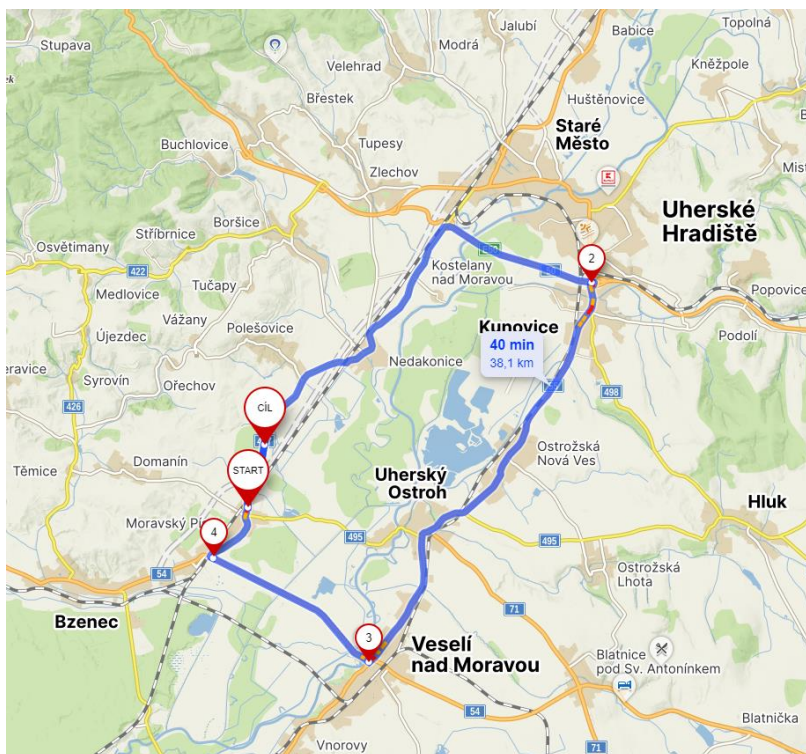 Stupava
Jalubí
Babice
Topolná
Modrá
Velehrad
Kněžpole
Břestek
Huštěnovice
Staré
Město
Tupesy
Buchlovice
Zlechov
Uherské
Hradiště
Stříbrnice
Boršice
Osvětimany
422
Kostelany
nad Moravou
2
Tučapy
Medlovice
Popovice
Vážany
Kunovice
Polešovice
Podolí
Újezdec
40 min
38,1 km
Nedakonice
Syrovín
Ořechov
498
426
CÍL
Ostrožská
Nová Ves
Domanín
START
Těmice
Uherský
Ostroh
Hluk
4
495
495
54
Ostrožská
Lhota
Bzenec
71
3
Veselí
nad Moravou
Blatnice
pod Sv. Antonínkem
54
Blatnička
Vnorovy
71